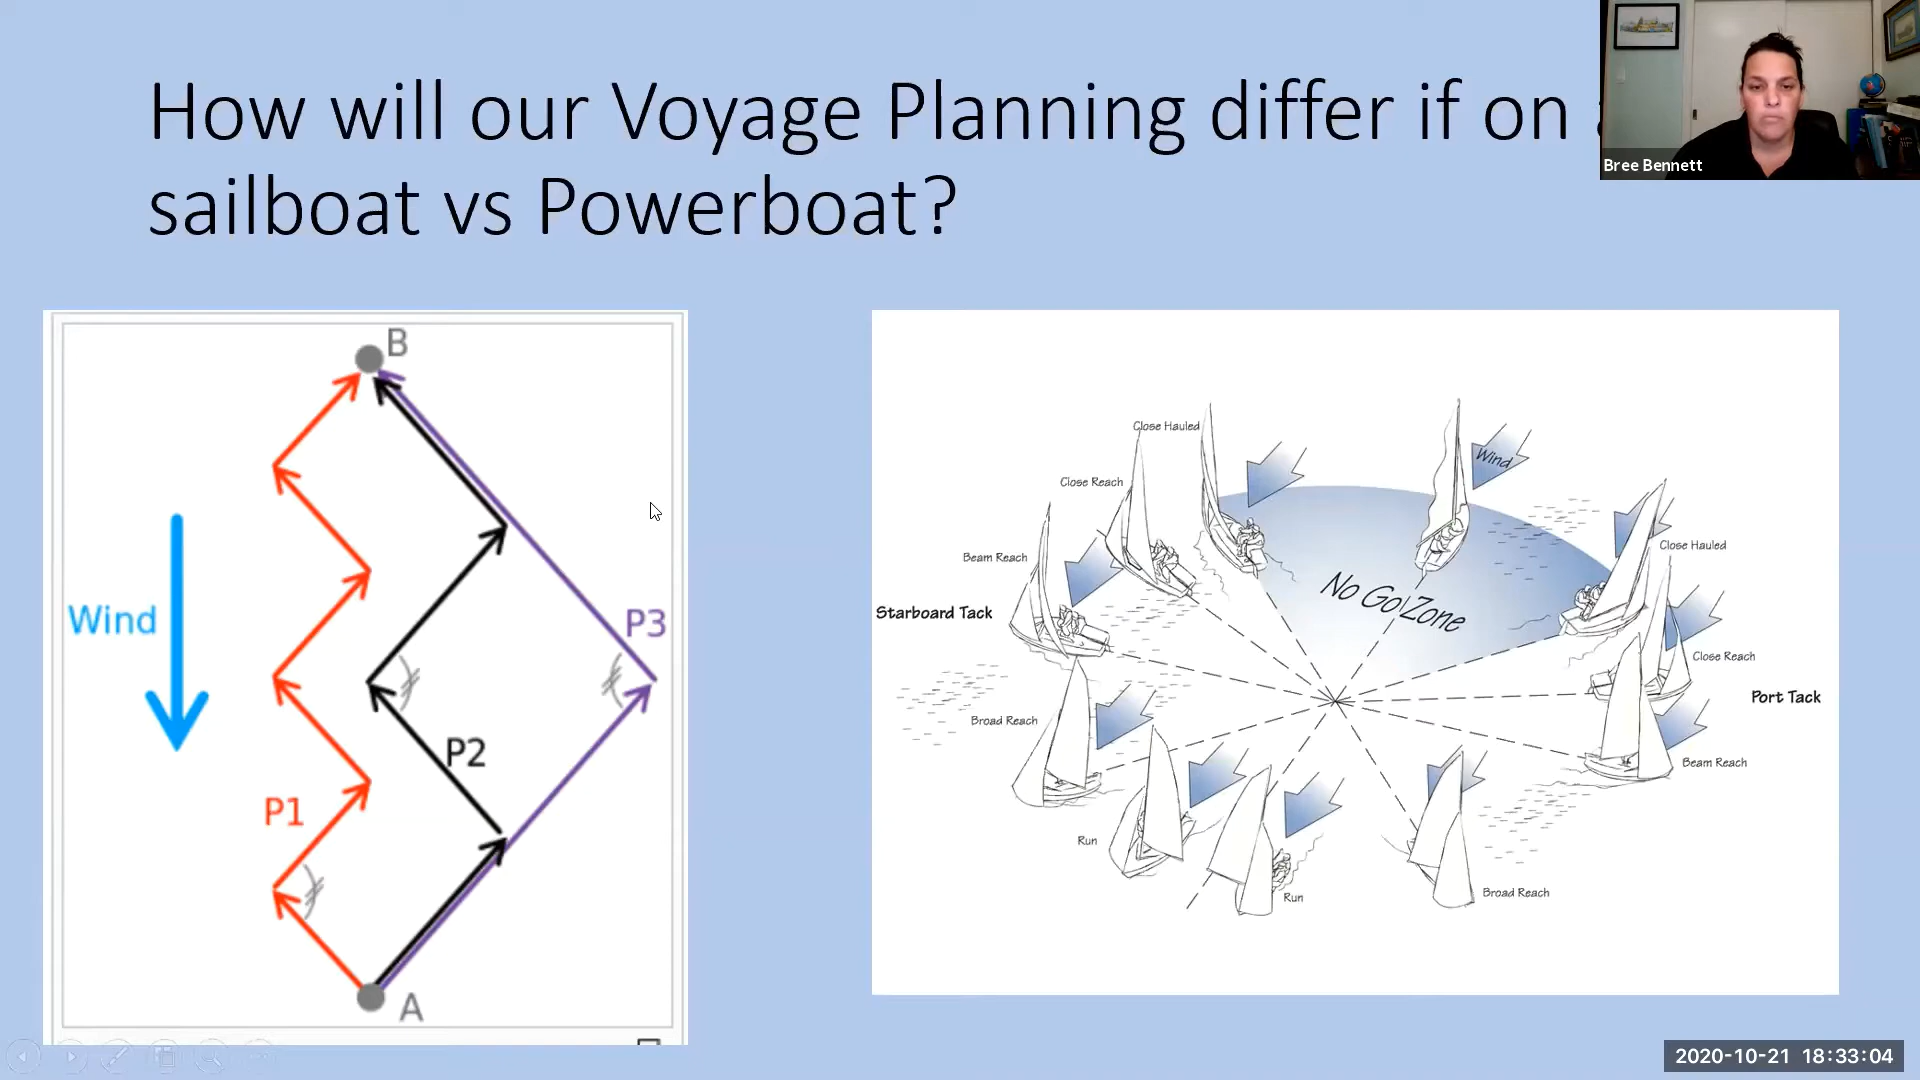 How will our Voyage Planning differ if on
sailboat vs Powerboat?
Bree Bennett
B
Wind
P3
P2
P1
A
Close Hauled
Wind
Close Reach
Close Hauled
Beam Reach
No Go Zone
Starboard Tack
Close Reach
Port Tack
Broad Reach
Beam Reach
Run
Broad Reach
Run
2020-10-21 18:33:04